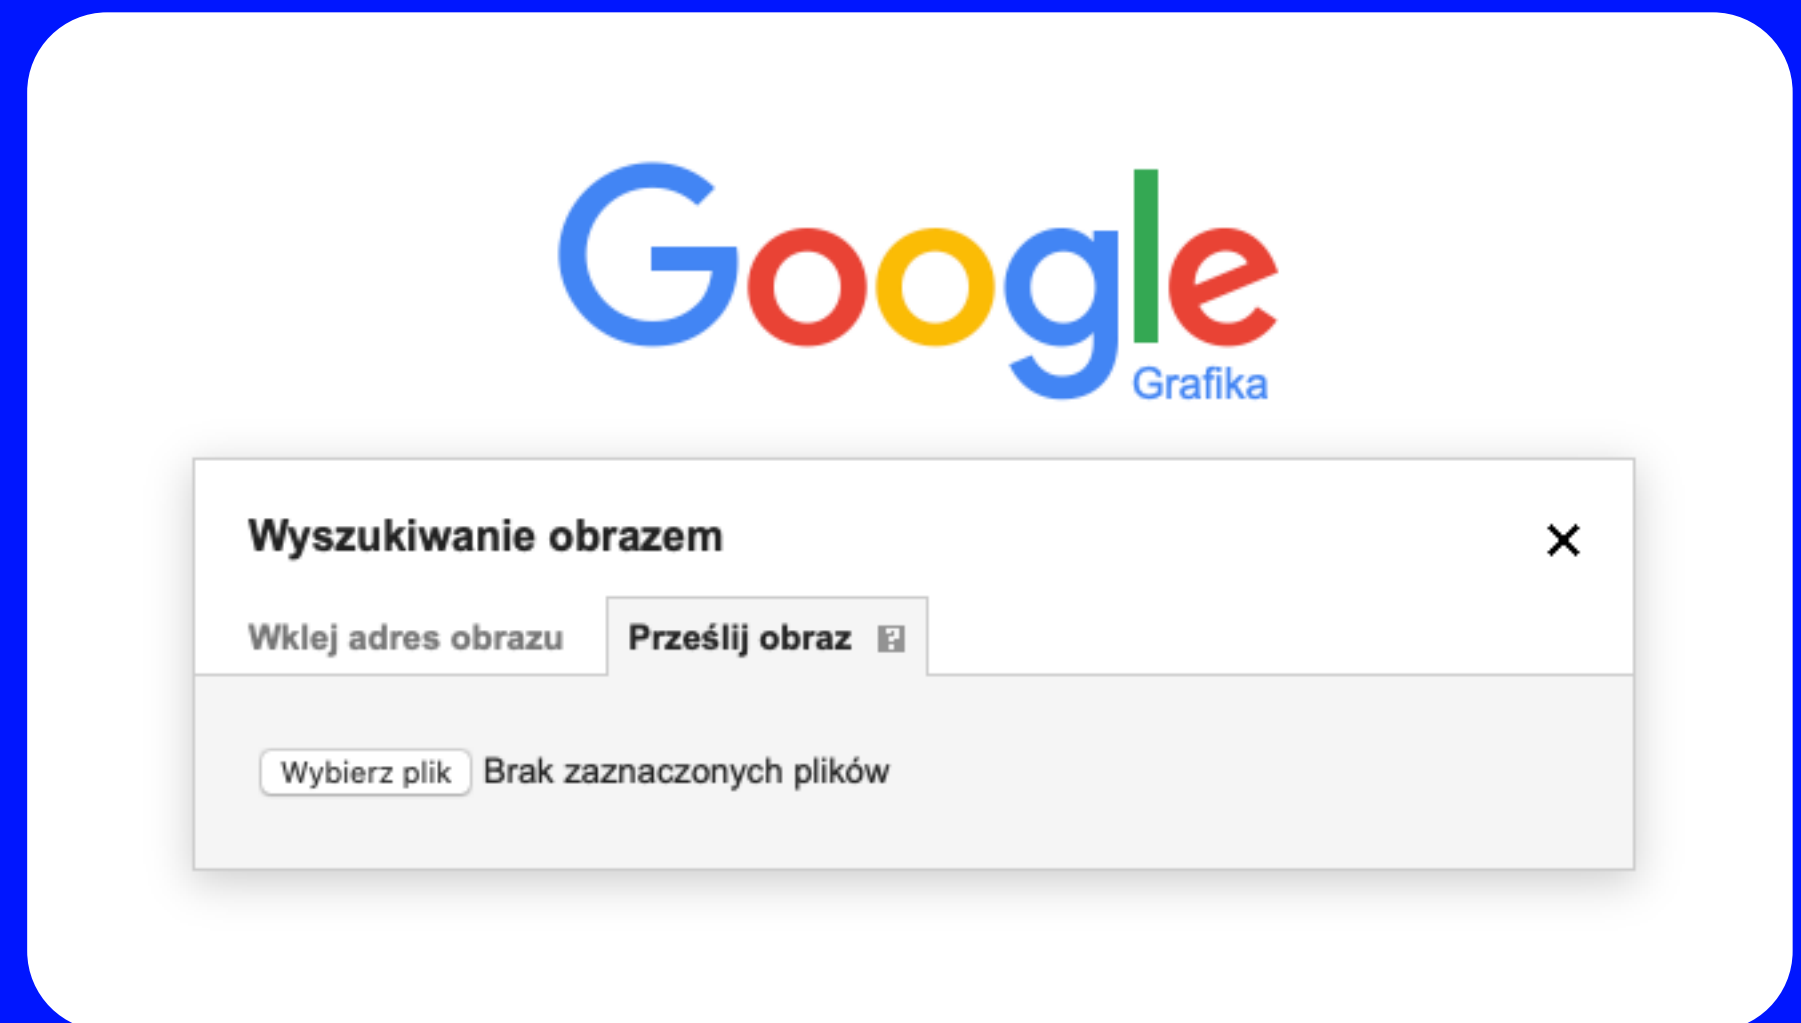 Google
Grafika
Wyszukiwanie obrazem
Wklej adres obrazu
Prześlij obraz ?
Wybierz plik Brak zaznaczonych plików